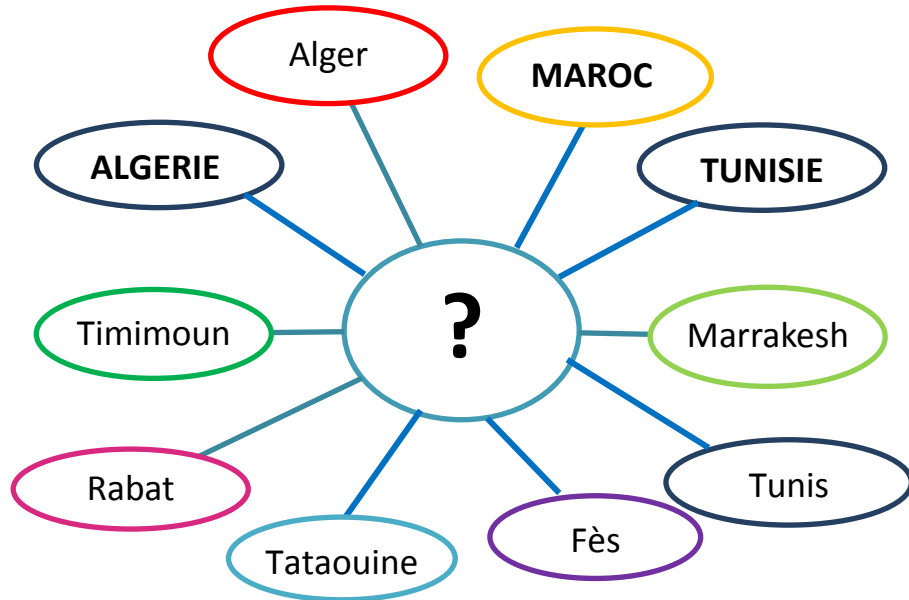 Alger
MAROC
ALGERIE
TUNISIE
?
Timimoun
Marrakesh
Rabat
Tunis
Tataouine
Fès